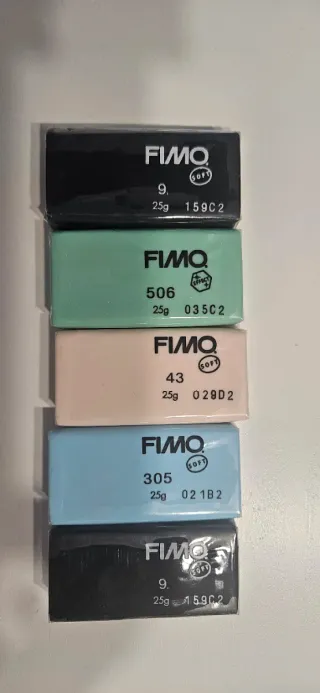 FIMO
SOFT
9.
25g 159C2
FIMO
EFFECT
506
25g 035C2
FIMO
SOFT
43
25g 029D2
FIMO
SOFT
305
25g 021B2
FIMO
SOFT
9.
25g 159C2